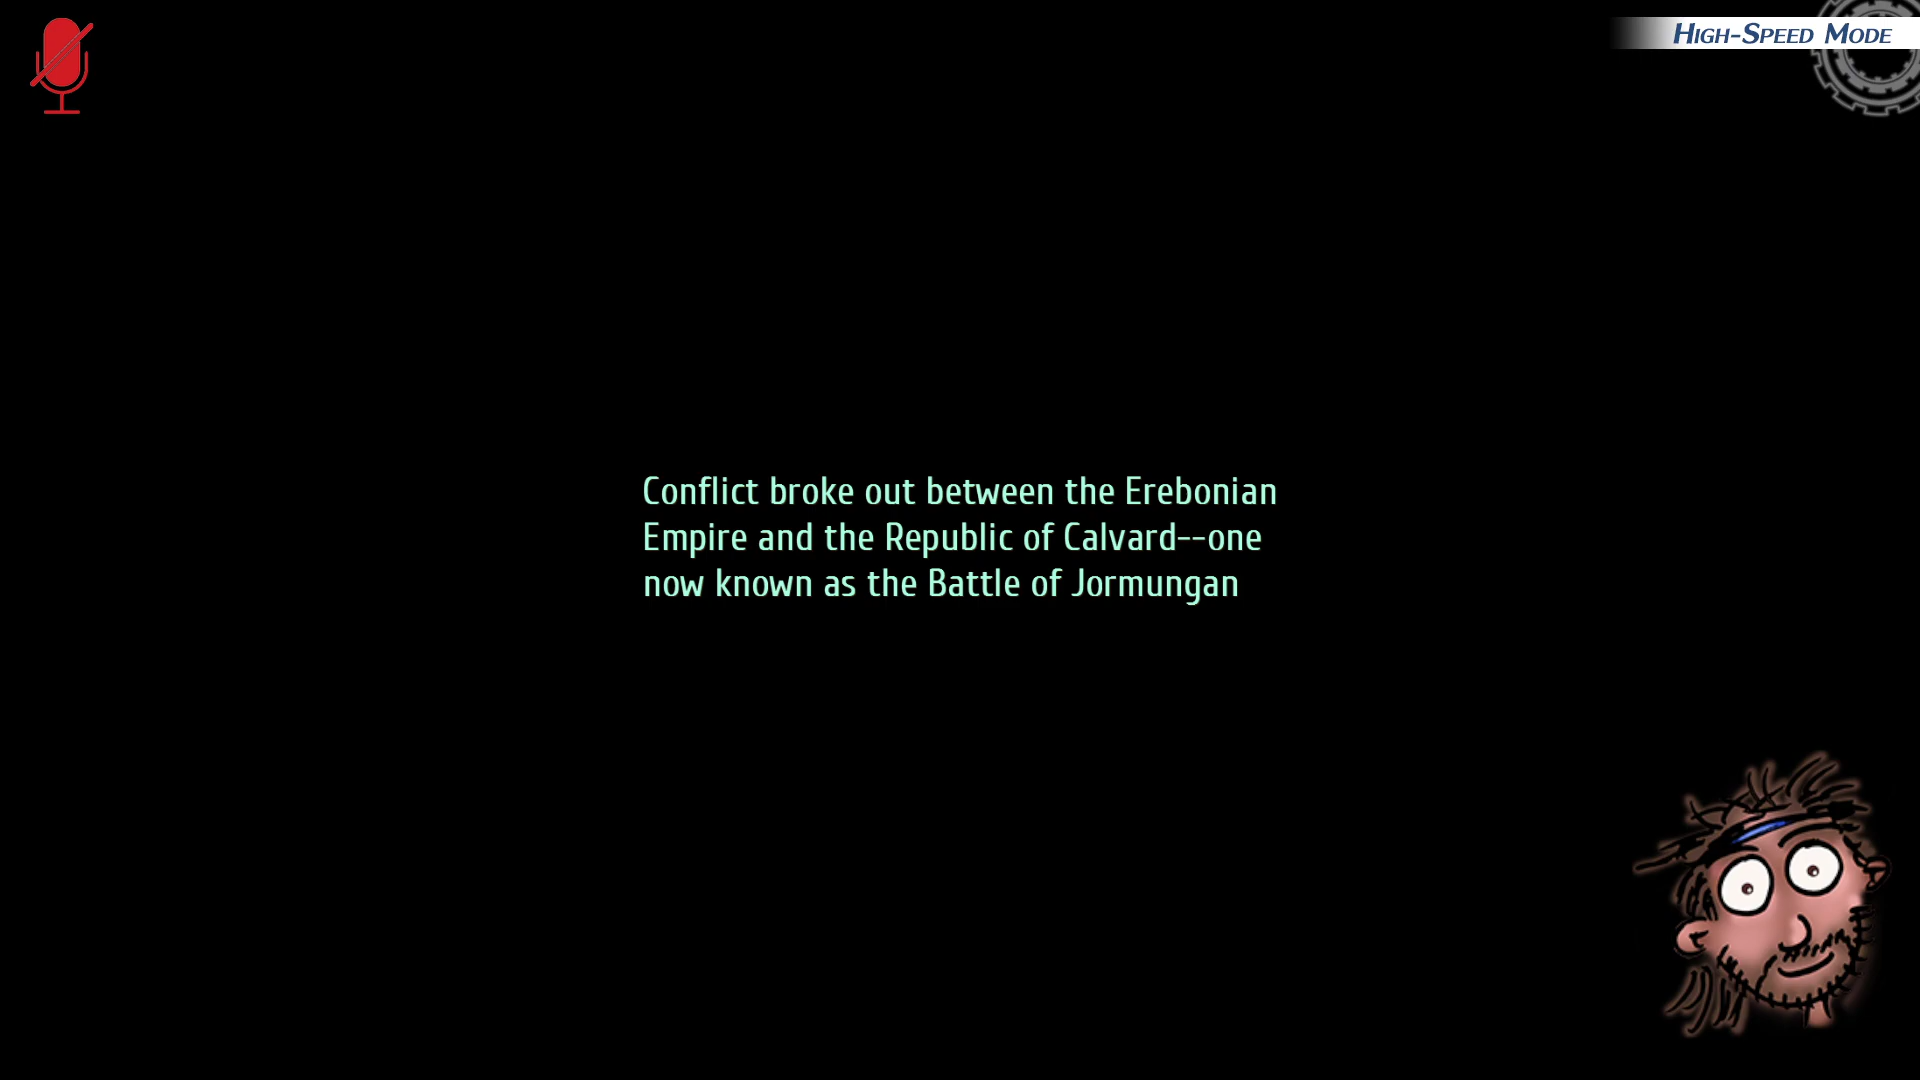 High-Speed Mode
Conflict broke out between the Erebonian
Empire and the Republic of Calvard--one
now known as the Battle of Jormungan